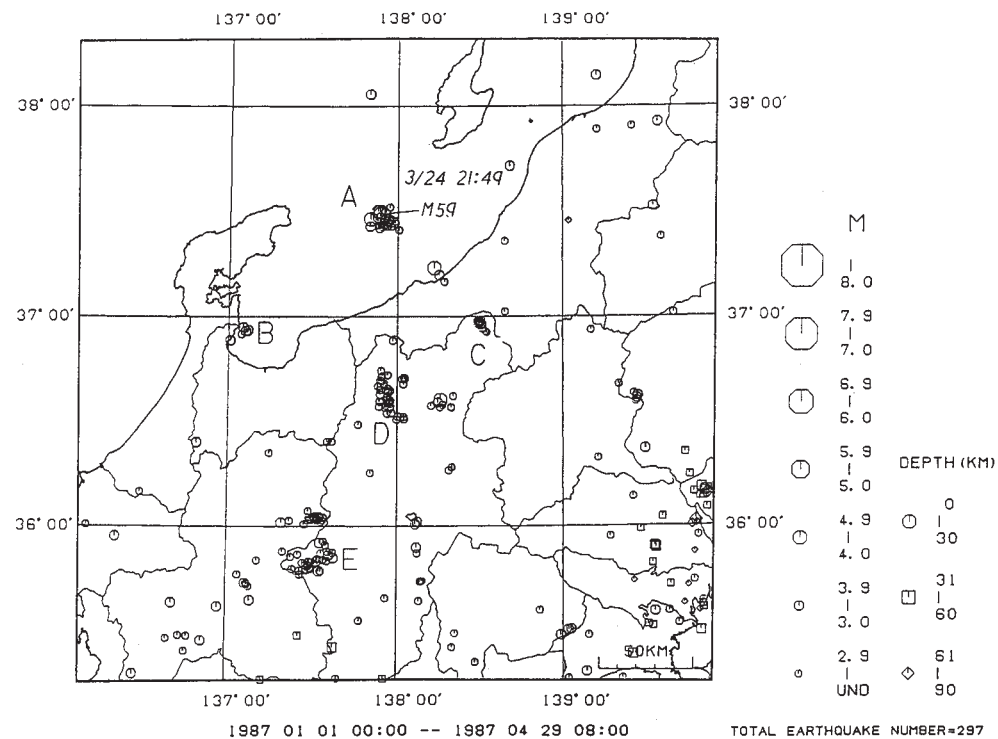 137° 00′ 138° 00′ 139° 00′
38° 00′ 38° 00′
3/24 21:49
A
M59
M
8.0
37° 00′ 37° 00′
B
C
7.9
7.0
6.9
6.0
D
5.9
5.0
DEPTH (KM)
36° 00′ 36° 00′
4.9
4.0
0
30
E
3.9
3.0
31
60
50KM
2.9
UND
61
90
137° 00′ 138° 00′ 139° 00′
1987 01 01 00:00 -- 1987 04 29 08:00
TOTAL EARTHQUAKE NUMBER=297